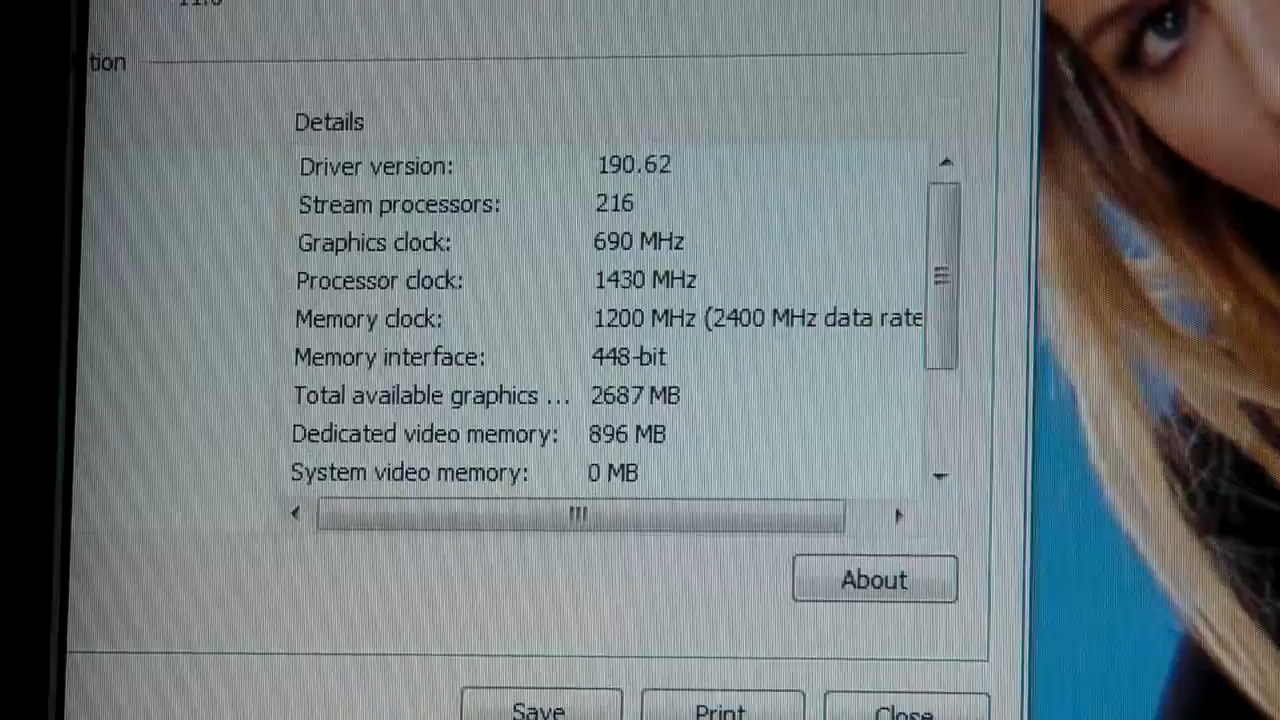 tion
Details
Driver version: 190.62
Stream processors: 216
Graphics clock: 690 MHz
Processor clock: 1430 MHz
Memory clock: 1200 MHz (2400 MHz data rate
Memory interface: 448-bit
Total available graphics ... 2687 MB
Dedicated video memory: 896 MB
System video memory: 0 MB
About
Save Print Close